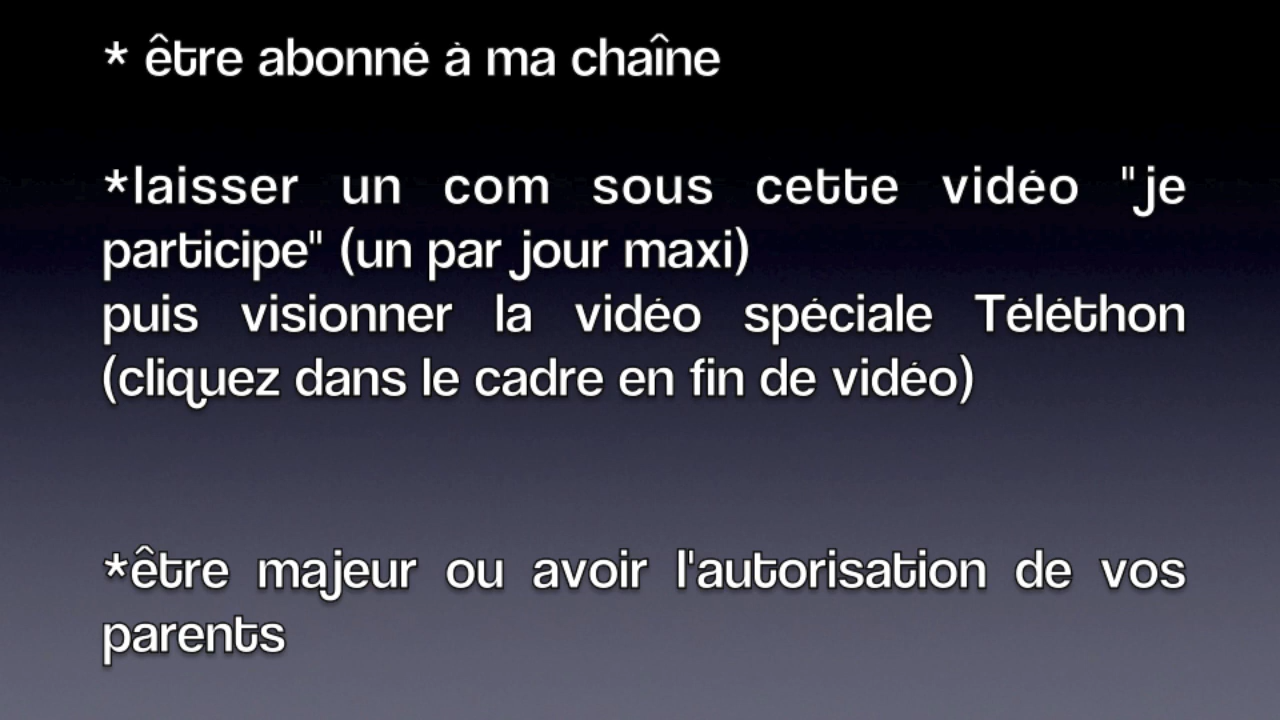 * être abonné à ma chaîne
*laisser un com sous cette vidéo "je
participe" (un par jour maxi)
puis visionner la vidéo spéciale Téléthon
(cliquez dans le cadre en fin de vidéo)
*être majeur ou avoir l'autorisation de vos
parents